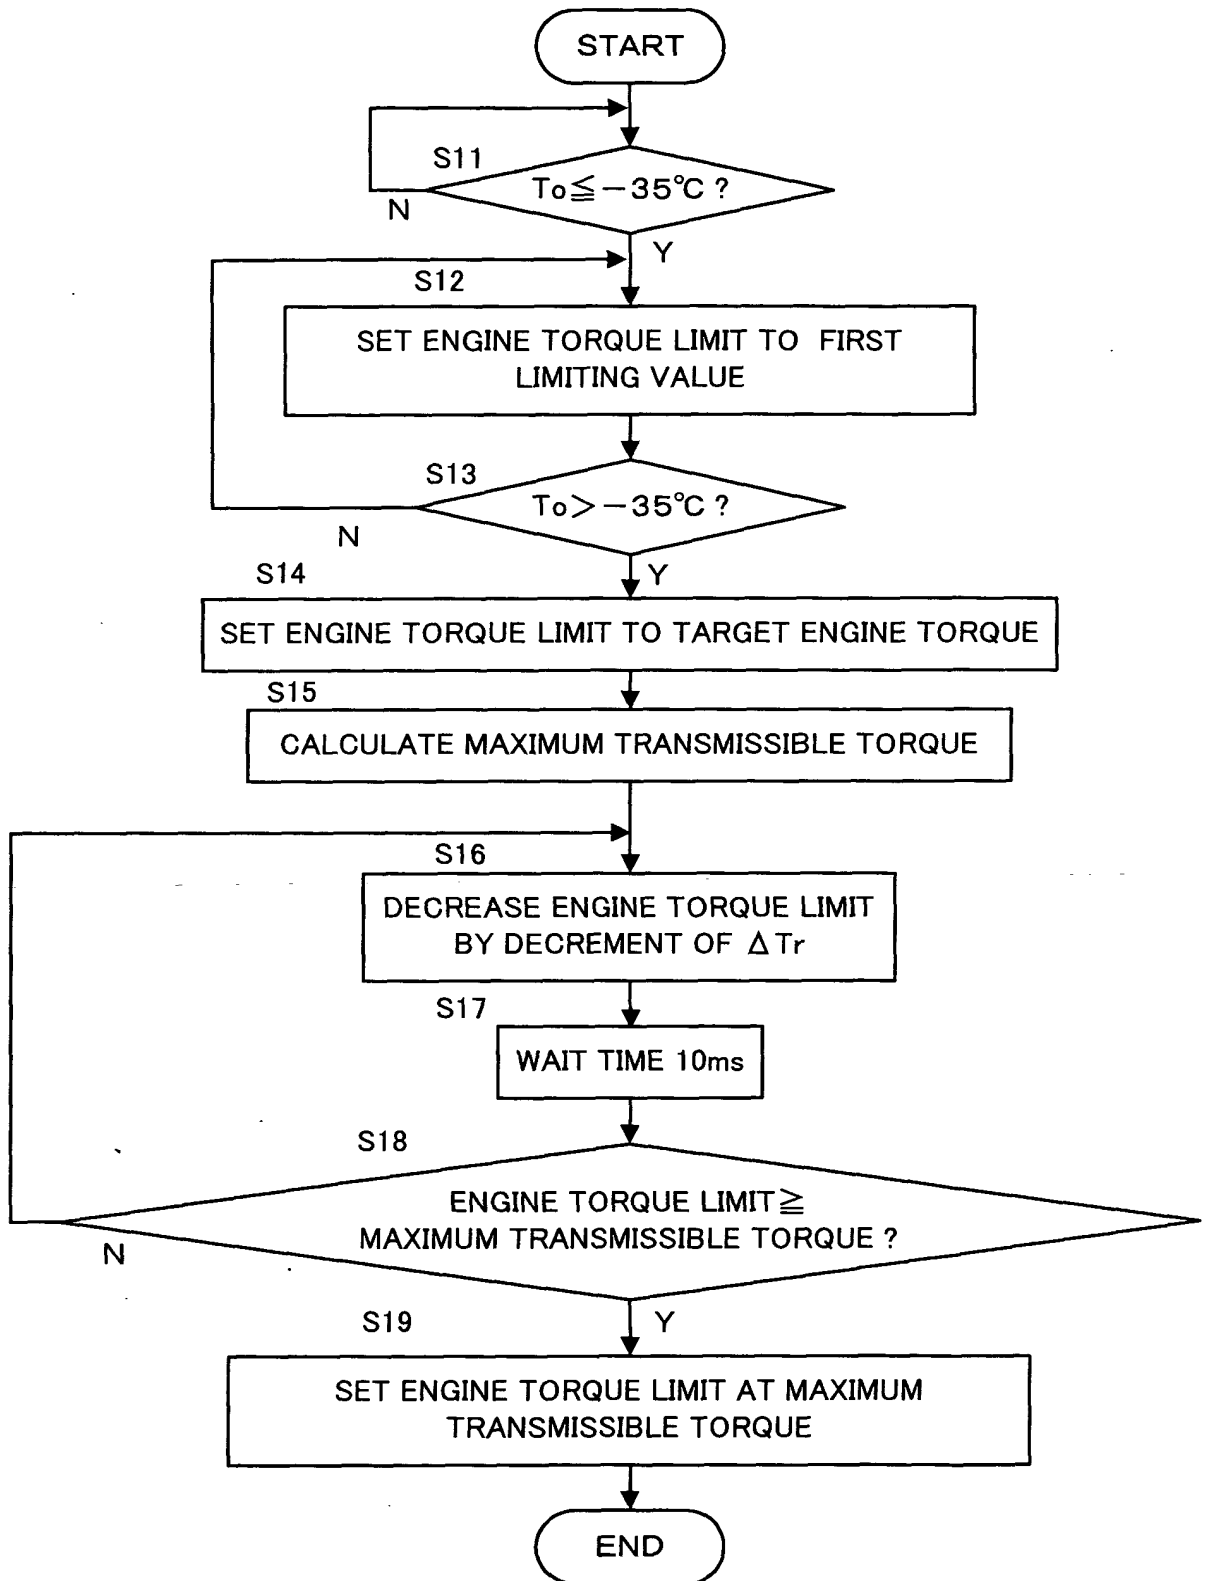 START
S11
To≦−35℃ ?
N
Y
S12
SET ENGINE TORQUE LIMIT TO FIRST
LIMITING VALUE
S13
To>−35℃ ?
N
Y
S14
SET ENGINE TORQUE LIMIT TO TARGET ENGINE TORQUE
S15
CALCULATE MAXIMUM TRANSMISSIBLE TORQUE
S16
DECREASE ENGINE TORQUE LIMIT
BY DECREMENT OF ΔTr
S17
WAIT TIME 10ms
S18
ENGINE TORQUE LIMIT≧
MAXIMUM TRANSMISSIBLE TORQUE ?
N
Y
S19
SET ENGINE TORQUE LIMIT AT MAXIMUM
TRANSMISSIBLE TORQUE
END